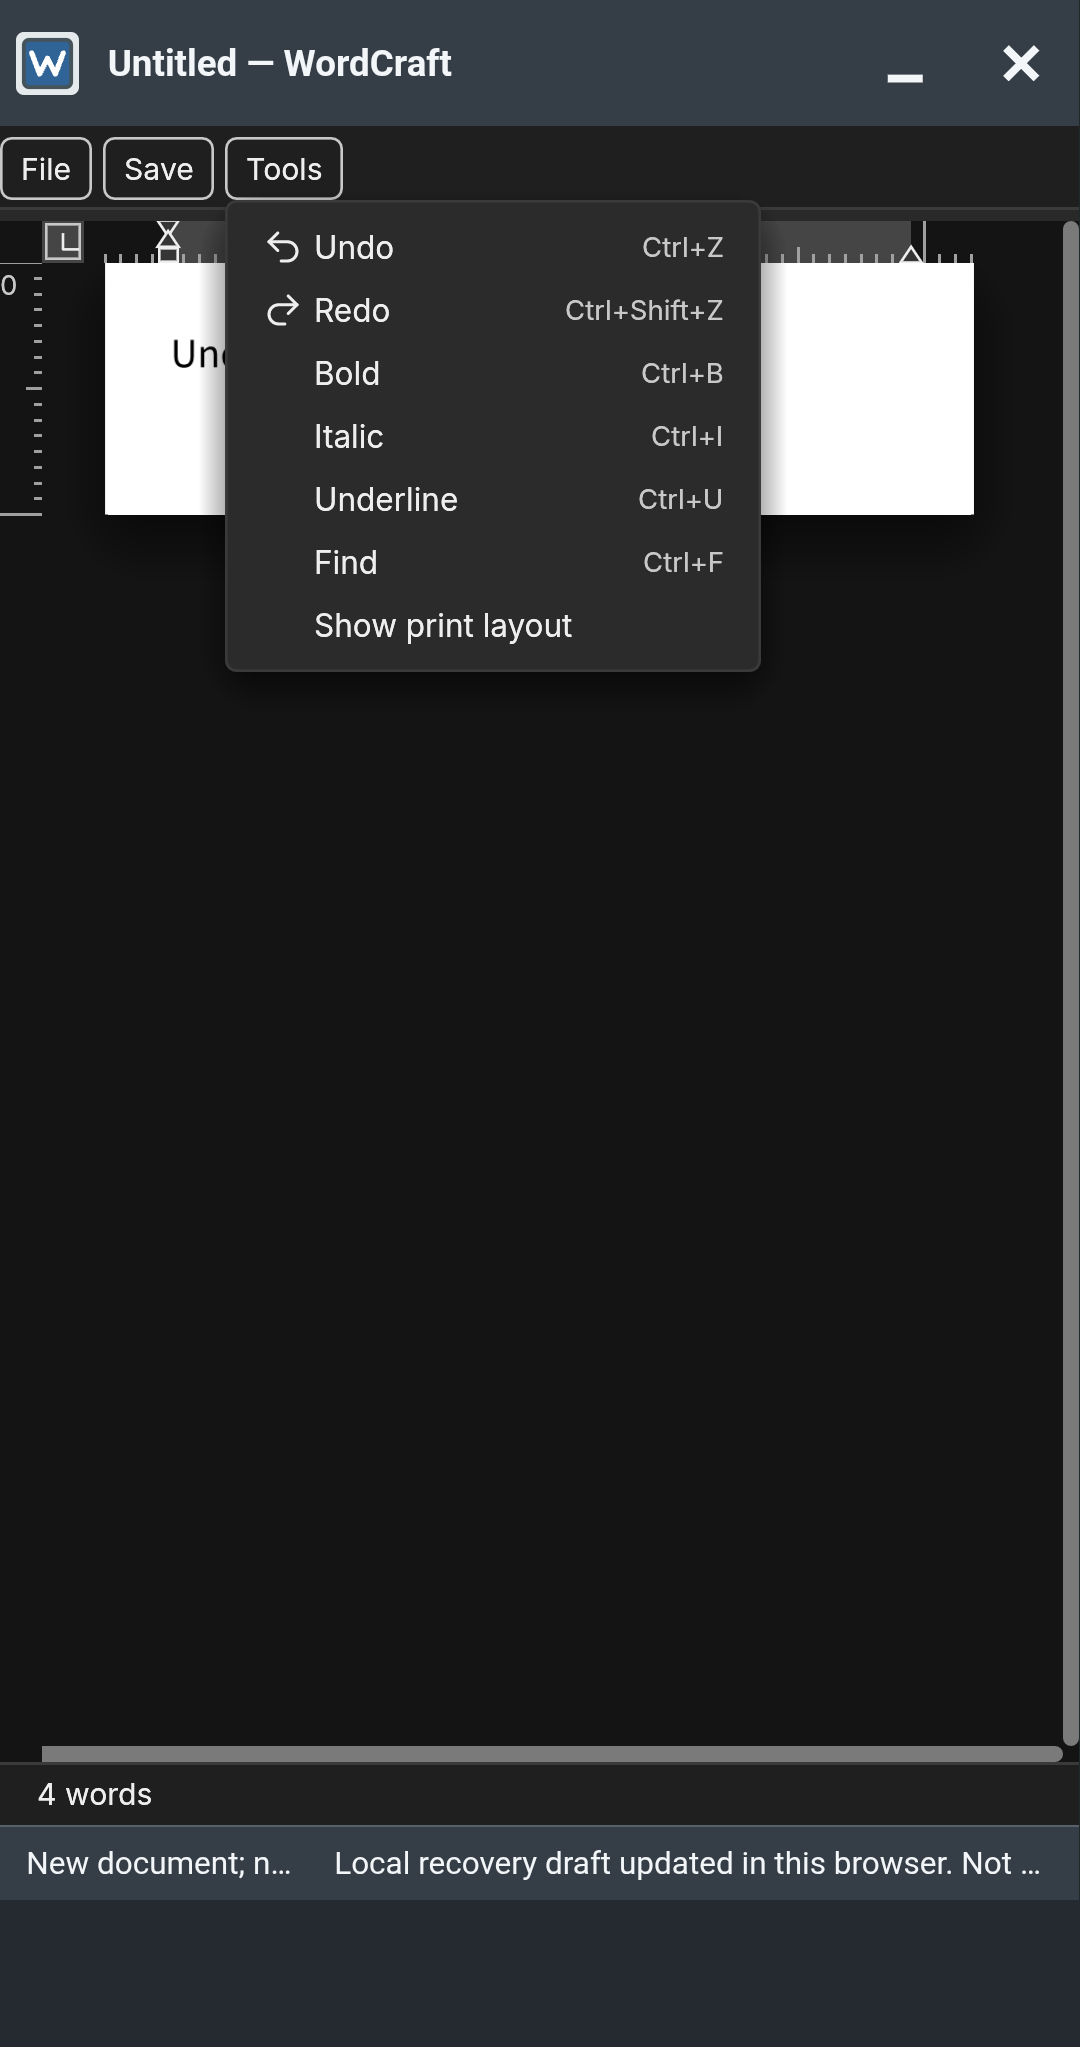 W Untitled — WordCraft
File Save Tools
Undo Ctrl+Z
Redo Ctrl+Shift+Z
Bold Ctrl+B
Italic Ctrl+I
Underline Ctrl+U
Find Ctrl+F
Show print layout
L
0
4 words
New document; n… Local recovery draft updated in this browser. Not …